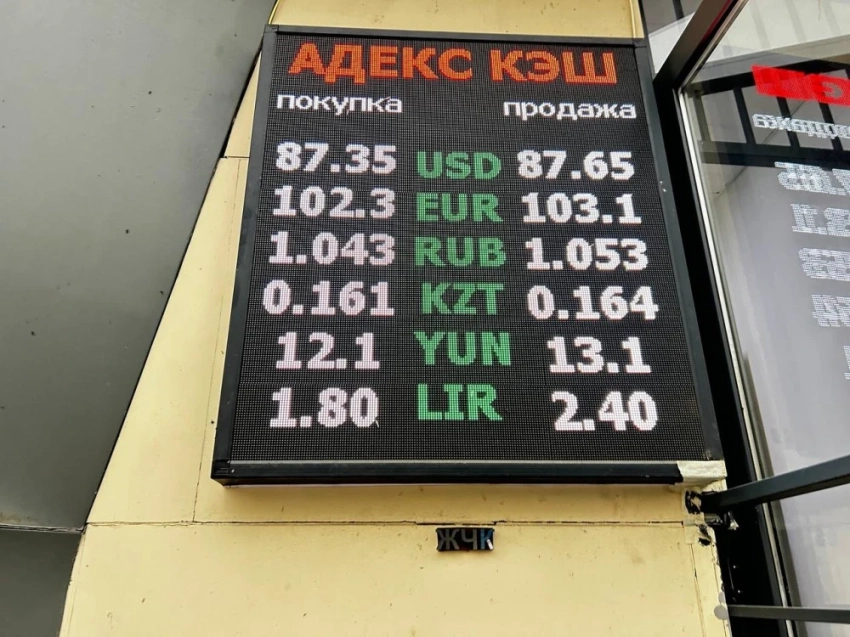 АДЕКС КЭШ
покупка продажа
87.35 USD 87.65
102.3 EUR 103.1
1.043 RUB 1.053
0.161 KZT 0.164
12.1 YUN 13.1
1.80 LIR 2.40
ЖЧК